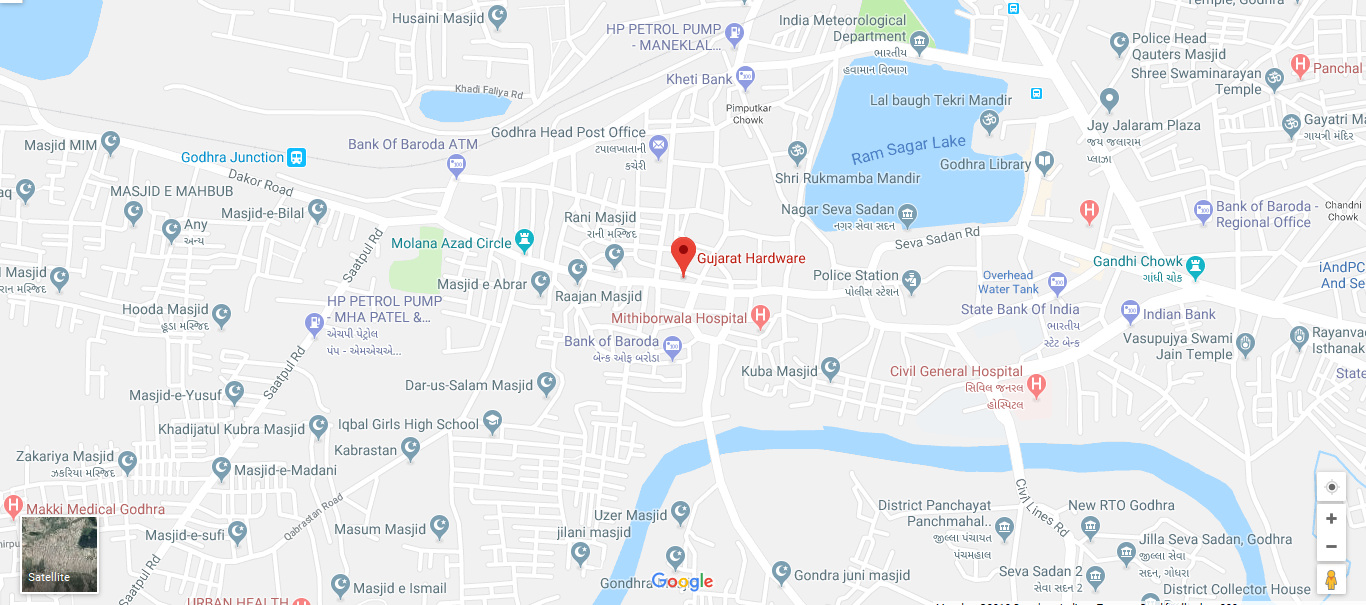 Husaini Masjid
HP PETROL PUMP
- MANEKLAL...
India Meteorological
Department
ભારતીય
હવામાન વિભાગ
Police Head
Qauters Masjid
Panchal
Kheti Bank
Shree Swaminarayan
Temple
Khadi Faliya Rd
Pimputkar
Chowk
Lal baugh Tekri Mandir
Jay Jalaram Plaza
જય જલારામ
પ્લાઝા
Gayatri Ma
ગાયત્રી મંદિર
Masjid MIM
Godhra Junction
Bank Of Baroda ATM
Godhra Head Post Office
ટપાલખાતાની
કચેરી
Ram Sagar Lake
Godhra Library
Dakor Road
MASJID E MAHBUB
Shri Rukmamba Mandir
Any
અન્ય
Masjid-e-Bilal
Rani Masjid
રાની મસ્જિદ
Nagar Seva Sadan
નગર સેવા સદન
Seva Sadan Rd
Bank of Baroda -
Regional Office
Chandni
Chowk
Saatpul Rd
Molana Azad Circle
Gujarat Hardware
Police Station
પોલીસ સ્ટેશન
Gandhi Chowk
ગાંધી ચોક
Masjid e Abrar
Raajan Masjid
Overhead
Water Tank
iAndPC
And Se
Masjid
Hooda Masjid
હૂડા મસ્જિદ
HP PETROL PUMP
- MHA PATEL &...
એચપી પેટ્રોલ
પંપ - એમએચએ...
Mithiborwala Hospital
State Bank Of India
ભારતીય
સ્ટેટ બેન્ક
Indian Bank
Bank of Baroda
બેન્ક ઓફ બરોડા
Vasupujya Swami
Jain Temple
Rayanva
Isthanak
State
Saatpul Rd
Kuba Masjid
Civil General Hospital
સિવિલ જનરલ
હોસ્પિટલ
Dar-us-Salam Masjid
Masjid-e-Yusuf
Khadijatul Kubra Masjid
Iqbal Girls High School
Kabrastan
Zakariya Masjid
ઝકરિયા મસ્જિદ
Masjid-e-Madani
Makki Medical Godhra
Qabrastan Road
Masjid-e-sufi
Masum Masjid
Uzer Masjid
jilani masjid
District Panchayat
Panchmahal..
જિલ્લા પંચાયત
પંચમહાલ
Civil Lines Rd
New RTO Godhra
Jilla Seva Sadan, Godhra
જીલ્લા સેવા
સદન, ગોધરા
Satellite
Saatpul Rd
Masjid e Ismail
Google
Gondra juni masjid
Seva Sadan 2
સેવા સદન 2
District Collector House
URBAN HEALTH